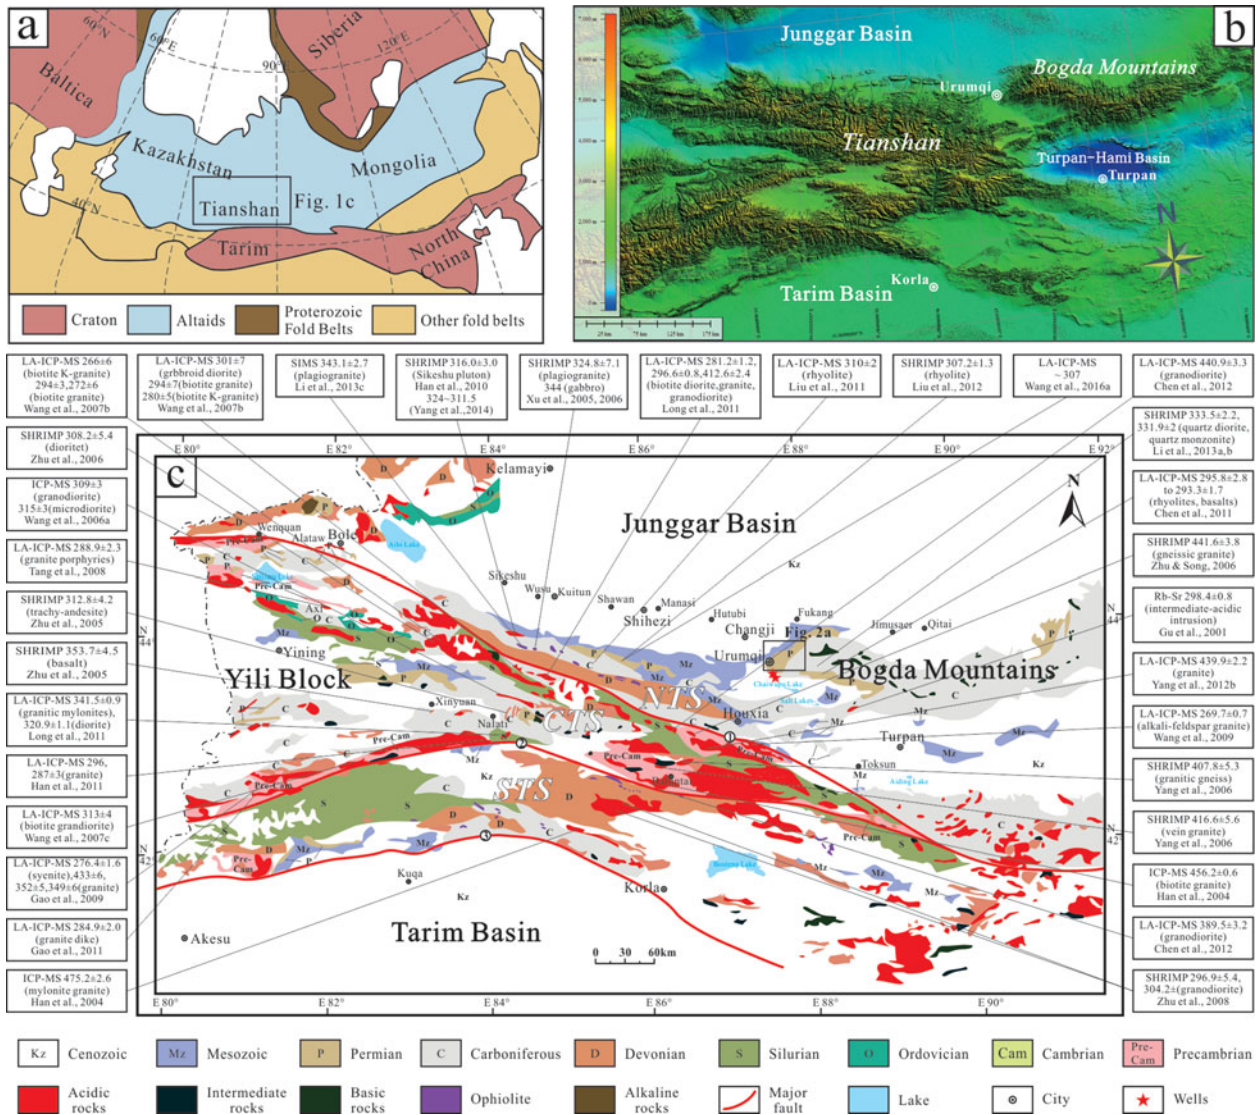 a
60°N
60°E
90°E
120°E
Siberia
Baltica
Kazakhstan
Mongolia
40°N
Tianshan
Fig. 1c
Tarim
North
China
Craton
Altaids
Proterozoic
Fold Belts
Other fold belts
b
Junggar Basin
Bogda Mountains
Urumqi
Tianshan
Turpan-Hami Basin
Turpan
N
Korla
Tarim Basin
LA-ICP-MS 266±6
(biotite K-granite)
294±3,272±6
(biotite granite)
Wang et al., 2007b
LA-ICP-MS 301±7
(grbbroid diorite)
294±7(biotite granite)
280±5(biotite K-granite)
Wang et al., 2007b
SIMS 343.1±2.7
(plagiogranite)
Li et al., 2013c
SHRIMP 316.0±3.0
(Sikeshu pluton)
Han et al., 2010
324~311.5
(Yang et al., 2014)
SHRIMP 324.8±7.1
(plagiogranite)
344 (gabbro)
Xu et al., 2005, 2006
LA-ICP-MS 281.2±1.2,
296.6±0.8,412.6±2.4
(biotite diorite,granite,
granodiorite)
Long et al., 2011
LA-ICP-MS 310±2
(rhyolite)
Liu et al., 2011
SHRIMP 307.2±1.3
(rhyolite)
Liu et al., 2012
LA-ICP-MS
~307
Wang et al., 2016a
LA-ICP-MS 440.9±3.3
(granodiorite)
Chen et al., 2012
SHRIMP 308.2±5.4
(dioritet)
Zhu et al., 2006
ICP-MS 309±3
(granodiorite)
315±3(microdiorite)
Wang et al., 2006a
LA-ICP-MS 288.9±2.3
(granite porphyries)
Tang et al., 2008
SHRIMP 312.8±4.2
(trachy-andesite)
Zhu et al., 2005
SHRIMP 353.7±4.5
(basalt)
Zhu et al., 2005
LA-ICP-MS 341.5±0.9
(granitic mylonites),
320.9±1.1(diorite)
Long et al., 2011
LA-ICP-MS 296,
287±3(granite)
Han et al., 2011
LA-ICP-MS 313±4
(biotite grandiorite)
Wang et al., 2007c
LA-ICP-MS 276.4±1.6
(syenite),433±6,
352±5,349±6(granite)
Gao et al., 2009
LA-ICP-MS 284.9±2.0
(granite dike)
Gao et al., 2011
ICP-MS 475.2±2.6
(mylonite granite)
Han et al., 2004
SHRIMP 333.5±2.2,
331.9±2 (quartz diorite,
quartz monzonite)
Li et al., 2013a,b
LA-ICP-MS 295.8±2.8
to 293.3±1.7
(rhyolites, basalts)
Chen et al., 2011
SHRIMP 441.6±3.8
(gneissic granite)
Zhu & Song, 2006
Rb-Sr 298.4±0.8
(intermediate-acidic
intrusion)
Gu et al., 2001
LA-ICP-MS 439.9±2.2
(granite)
Yang et al., 2012b
LA-ICP-MS 269.7±0.7
(alkali-feldspar granite)
Wang et al., 2009
SHRIMP 407.8±5.3
(granitic gneiss)
Yang et al., 2006
SHRIMP 416.6±5.6
(vein granite)
Yang et al., 2006
ICP-MS 456.2±0.6
(biotite granite)
Han et al., 2004
LA-ICP-MS 389.5±3.2
(granodiorite)
Chen et al., 2012
SHRIMP 296.9±5.4,
304.2±(granodiorite)
Zhu et al., 2008
E 80°
E 82°
E 84°
E 86°
E 88°
E 90°
E 92°
c
N
Kelamayi
Junggar Basin
Wenquan
Alataw
Bole
Aibi Lake
Sikeshu
Wusu
Kuitun
Shawan
Manasi
Shihezi
Hutubi
Changji
Fukang
Fig. 2a
Jimusaer
Qitai
Urumqi
Bogda Mountains
Chaiwopu Lake
Salt Lakes
Axi
Yining
Yili Block
Xinyuan
Nalati
NTS
CTS
STS
Houxia
Turpan
Toksun
Aiding Lake
Kuqa
Korla
Akesu
Tarim Basin
0 30 60km
E 80°
E 82°
E 84°
E 86°
E 88°
E 90°
Kz
Cenozoic
Mz
Mesozoic
P
Permian
C
Carboniferous
D
Devonian
S
Silurian
O
Ordovician
Cam
Cambrian
Pre-
Cam
Precambrian
Acidic
rocks
Intermediate
rocks
Basic
rocks
Ophiolite
Alkaline
rocks
Major
fault
Lake
City
Wells